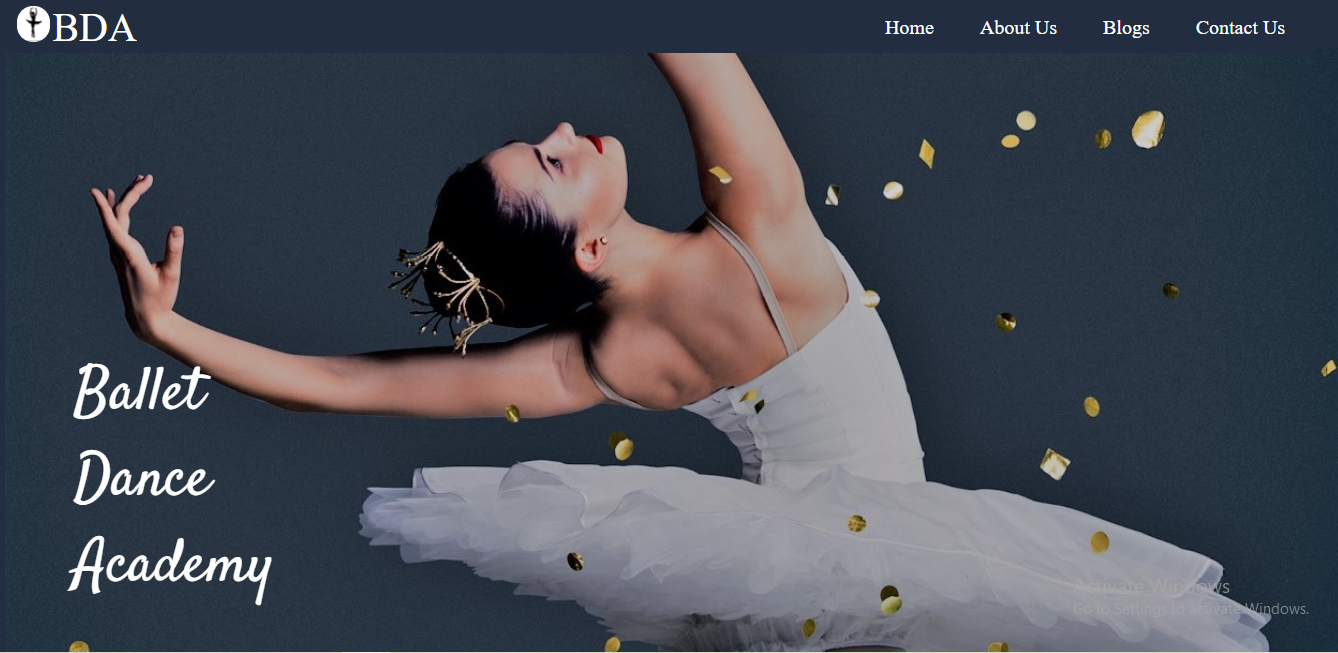 BDA
Home About Us Blogs Contact Us
Ballet
Dance
Academy
Activate Windows
Go to Settings to activate Windows.